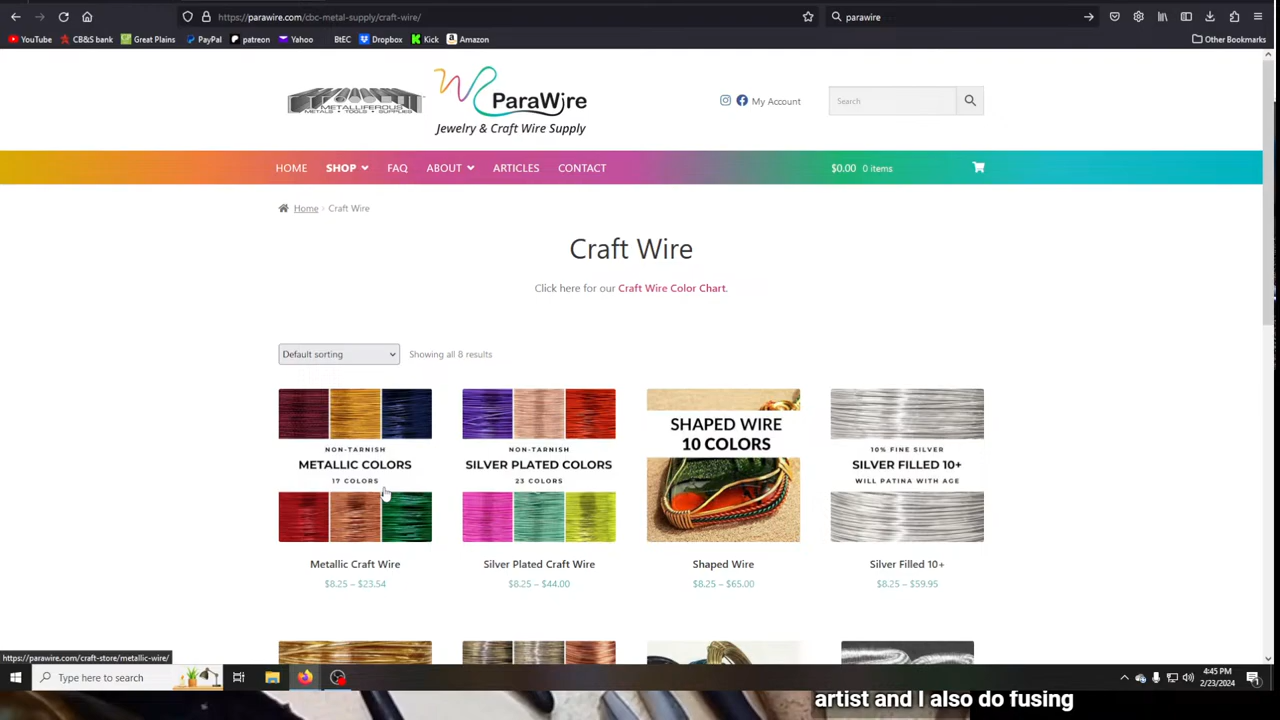 https://parawire.com/cbc-metal-supply/craft-wire/
parawire
YouTube CB&S bank Great Plains PayPal patreon Yahoo BtEC Dropbox Kick Amazon Other Bookmarks
METALLIFEROUS
METALS • TOOLS • SUPPLIES
ParaWire
Jewelry & Craft Wire Supply
My Account
Search
HOME SHOP FAQ ABOUT ARTICLES CONTACT $0.00 0 items
Home › Craft Wire
Craft Wire
Click here for our Craft Wire Color Chart.
Default sorting Showing all 8 results
NON-TARNISH
METALLIC COLORS
17 COLORS
NON-TARNISH
SILVER PLATED COLORS
23 COLORS
SHAPED WIRE
10 COLORS
10% FINE SILVER
SILVER FILLED 10+
WILL PATINA WITH AGE
Metallic Craft Wire
$8.25 – $23.54
Silver Plated Craft Wire
$8.25 – $44.00
Shaped Wire
$8.25 – $65.00
Silver Filled 10+
$8.25 – $59.95
https://parawire.com/craft-store/metallic-wire/
Type here to search
4:45 PM
2/23/2024
1
artist and I also do fusing